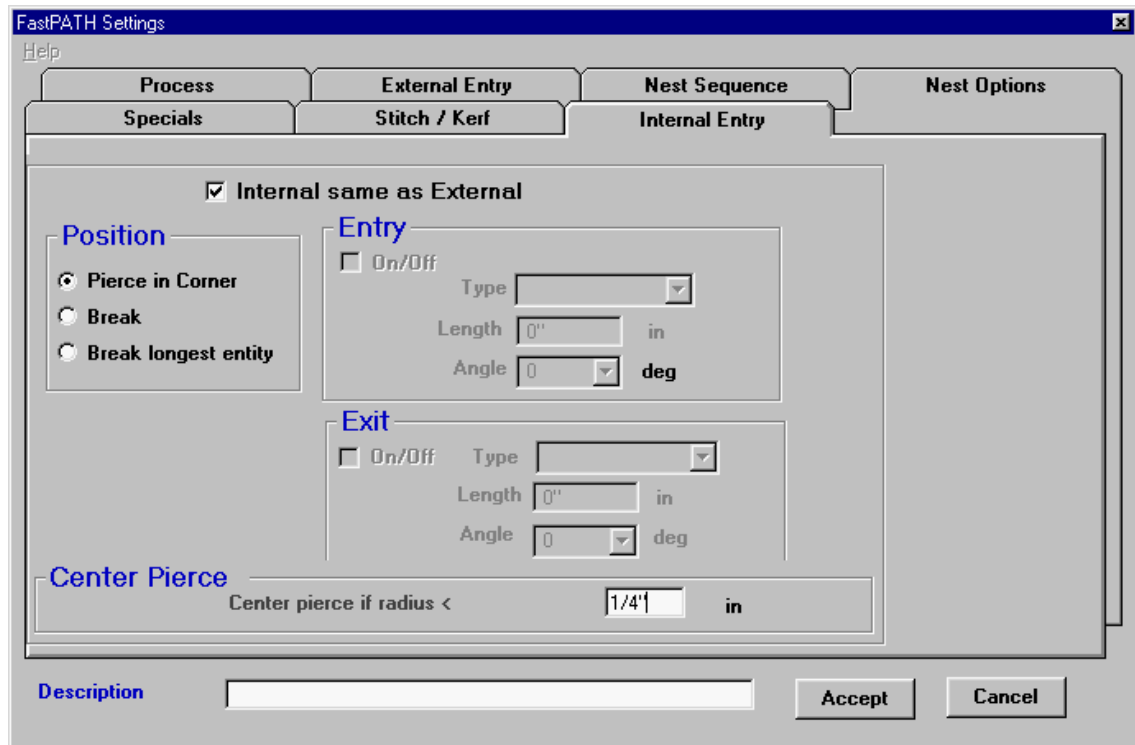 FastPATH Settings
Help
Process External Entry Nest Sequence Nest Options
Specials Stitch / Kerf Internal Entry
Internal same as External
Position
Pierce in Corner
Break
Break longest entity
Entry
On/Off
Type
Length 0" in
Angle 0 deg
Exit
On/Off Type
Length 0" in
Angle 0 deg
Center Pierce
Center pierce if radius < 1/4" in
Description Accept Cancel